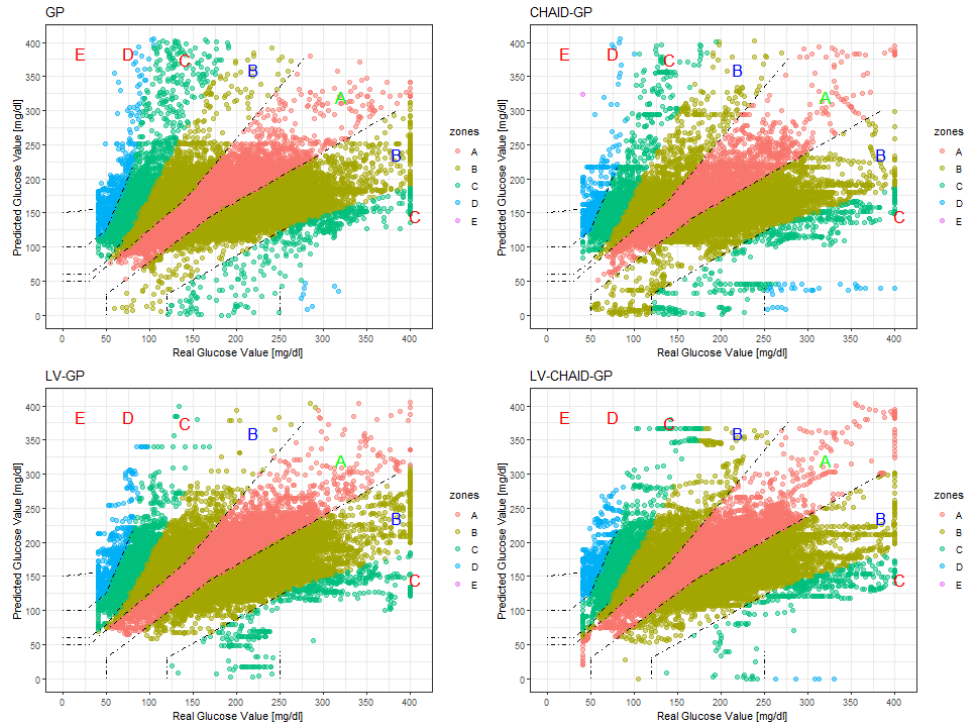 GP
Predicted Glucose Value [mg/dl]
400
350
300
250
200
150
100
50
0
E
D
C
B
A
B
C
0
50
100
150
200
250
300
350
400
Real Glucose Value [mg/dl]
zones
A
B
C
D
E
CHAID-GP
Predicted Glucose Value [mg/dl]
400
350
300
250
200
150
100
50
0
E
D
C
B
A
B
C
0
50
100
150
200
250
300
350
400
Real Glucose Value [mg/dl]
zones
A
B
C
D
E
LV-GP
Predicted Glucose Value [mg/dl]
400
350
300
250
200
150
100
50
0
E
D
C
B
A
B
C
0
50
100
150
200
250
300
350
400
Real Glucose Value [mg/dl]
zones
A
B
C
D
E
LV-CHAID-GP
Predicted Glucose Value [mg/dl]
400
350
300
250
200
150
100
50
0
E
D
C
B
A
B
C
0
50
100
150
200
250
300
350
400
Real Glucose Value [mg/dl]
zones
A
B
C
D
E